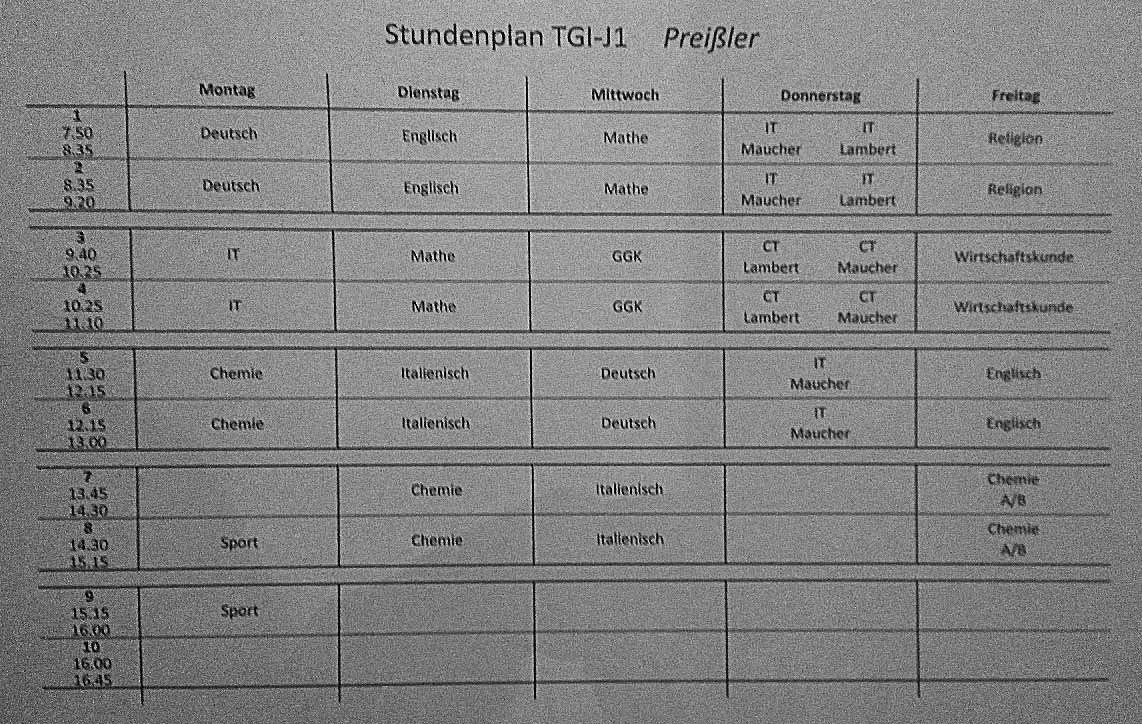 Stundenplan TGI-J1 Preißler
Montag Dienstag Mittwoch Donnerstag Freitag
1
7.50
8.35
Deutsch Englisch Mathe IT IT Religion
Maucher Lambert
2
8.35
9.20
Deutsch Englisch Mathe IT IT Religion
Maucher Lambert
3
9.40
10.25
IT Mathe GGK CT CT Wirtschaftskunde
Lambert Maucher
4
10.25
11.10
IT Mathe GGK CT CT Wirtschaftskunde
Lambert Maucher
5
11.30
12.15
Chemie Italienisch Deutsch IT Englisch
Maucher
6
12.15
13.00
Chemie Italienisch Deutsch IT Englisch
Maucher
7
13.45
14.30
Chemie Italienisch Chemie
A/B
8
14.30
15.15
Sport Chemie Italienisch Chemie
A/B
9
15.15
16.00
Sport
10
16.00
16.45